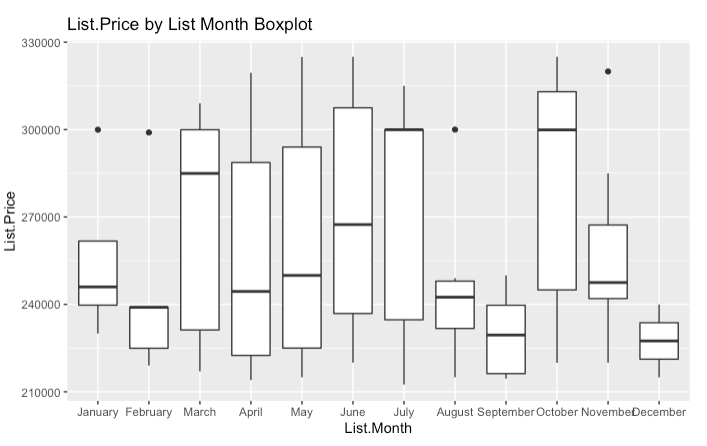 List.Price by List Month Boxplot
330000
300000
270000
240000
210000
List.Price
January February March April May June July August September October November December
List.Month